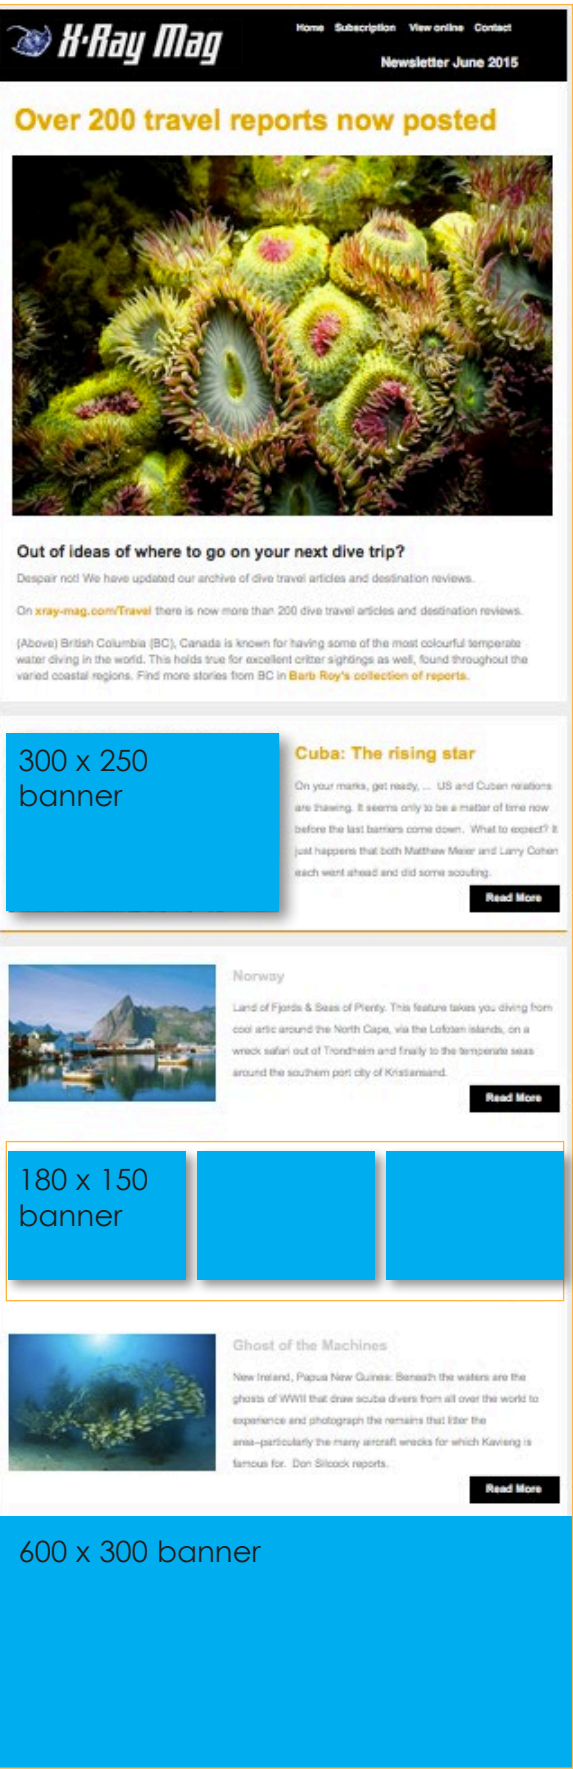 X-Ray Mag
Home Subscription View online Contact
Newsletter June 2015
Over 200 travel reports now posted
Out of ideas of where to go on your next dive trip?
Despair not! We have updated our archive of dive travel articles and destination reviews.
On xray-mag.com/Travel there is now more than 200 dive travel articles and destination reviews.
(Above) British Columbia (BC), Canada is known for having some of the most colourful temperate
water diving in the world. This holds true for excellent critter sightings as well, found throughout the
varied coastal regions. Find more stories from BC in Barb Roy's collection of reports.
300 x 250
banner
Cuba: The rising star
On your marks, get ready, ... US and Cuban relations
are thawing. It seems only to be a matter of time now
before the last barriers come down. What to expect? It
just happens that both Matthew Meier and Larry Cohen
each went ahead and did some scouting.
Read More
Norway
Land of Fjords & Seas of Plenty. This feature takes you diving from
cool artic around the North Cape, via the Lofoten islands, on a
wreck safari out of Trondheim and finally to the temperate seas
around the southern port city of Kristiansand.
Read More
180 x 150
banner
Ghost of the Machines
New Ireland, Papua New Guinea: Beneath the waters are the
ghosts of WWII that draw scuba divers from all over the world to
experience and photograph the remains that litter the
area–particularly the many aircraft wrecks for which Kavieng is
famous for. Don Silcock reports.
Read More
600 x 300 banner